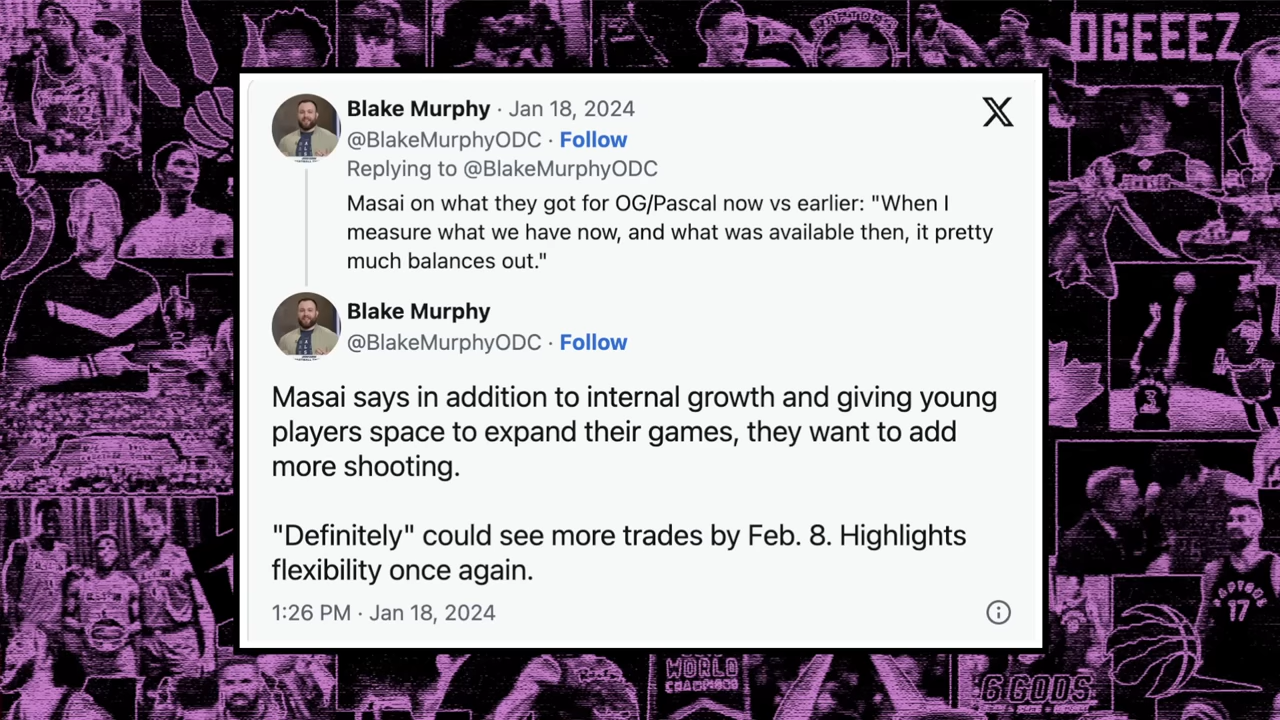 OGEEEZ
Blake Murphy · Jan 18, 2024
@BlakeMurphyODC · Follow
Replying to @BlakeMurphyODC
Masai on what they got for OG/Pascal now vs earlier: "When I
measure what we have now, and what was available then, it pretty
much balances out."
Blake Murphy
@BlakeMurphyODC · Follow
Masai says in addition to internal growth and giving young
players space to expand their games, they want to add
more shooting.
"Definitely" could see more trades by Feb. 8. Highlights
flexibility once again.
1:26 PM · Jan 18, 2024
3
RAPTORS
17
WORLD
CHAMPIONS
6 GODS